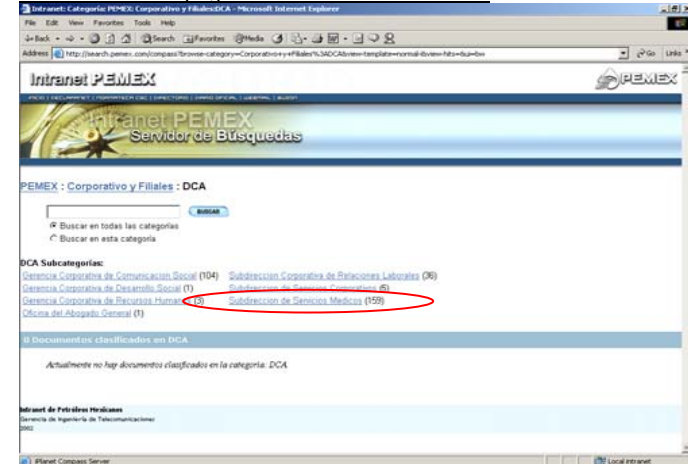 Intranet: Categoria: PEMEX: Corporativo y Filiales:DCA - Microsoft Internet Explorer
File Edit View Favorites Tools Help
Back Search Favorites Media
Address http://search.pemex.com/compass?browse-category=Corporativo+y+Filiales%3ADCA&view-template=normal-&view-hits=&ui=bw Go Links
Intranet PEMEX
PEMEX
INICIO
Intranet PEMEX
Servidor de Búsquedas
PEMEX : Corporativo y Filiales : DCA
BUSCAR
Buscar en todas las categorías
Buscar en esta categoría
DCA Subcategorías:
Gerencia Corporativa de Comunicacion Social (104) Subdireccion Corporativa de Relaciones Laborales (36)
Gerencia Corporativa de Desarrollo Social (1) Subdireccion de Servicios Corporativos (5)
Gerencia Corporativa de Recursos Humanos (3) Subdireccion de Servicios Medicos (159)
Oficina del Abogado General (1)
0 Documentos clasificados en DCA
Actualmente no hay documentos clasificados en la categoria: DCA
Intranet de Petróleos Mexicanos
Gerencia de Ingeniería de Telecomunicaciones
2002
iPlanet Compass Server Local intranet